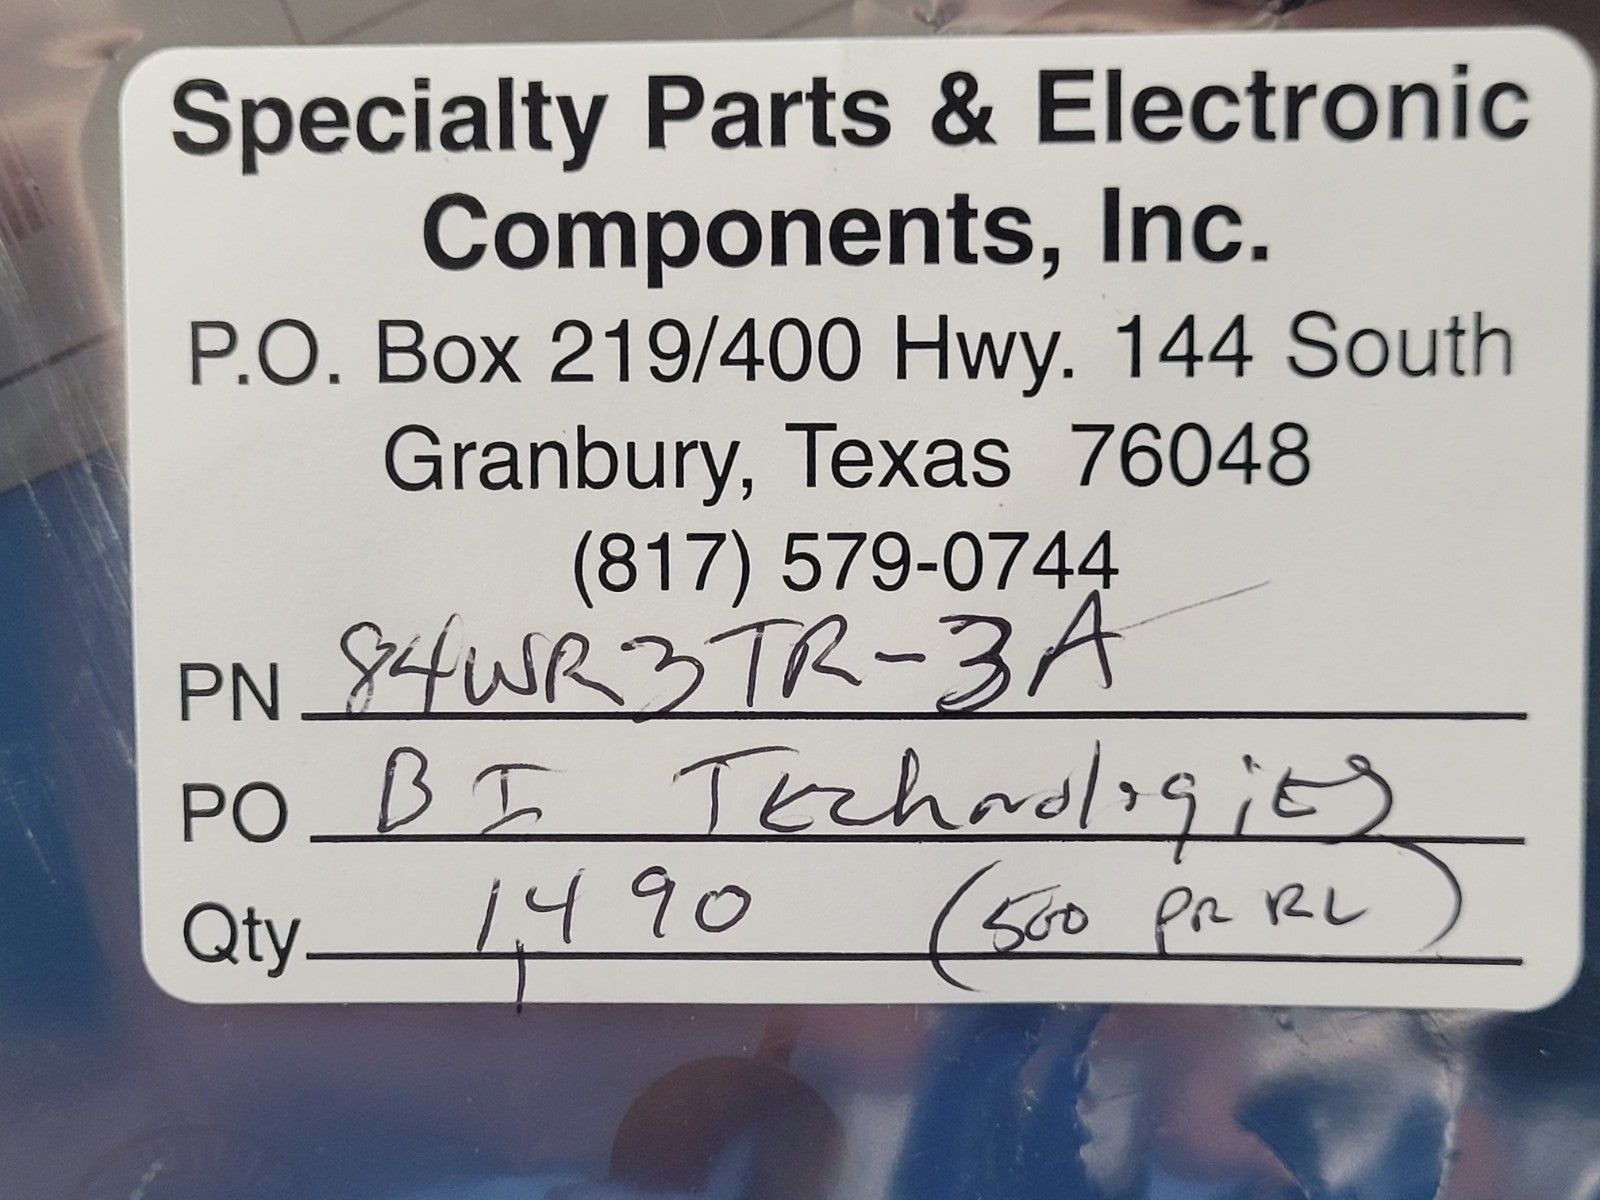 Specialty Parts & Electronic
Components, Inc.
P.O. Box 219/400 Hwy. 144 South
Granbury, Texas 76048
(817) 579-0744
PN 84WR3TR-3A
PO BI Technologies
Qty 1,490 (500 PR RL)